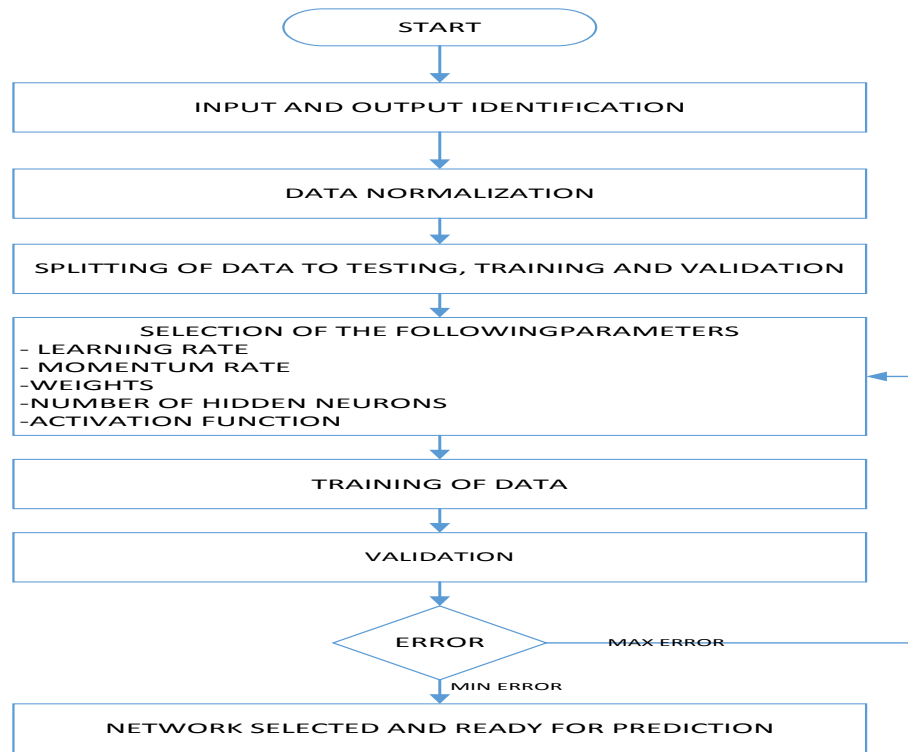 START
INPUT AND OUTPUT IDENTIFICATION
DATA NORMALIZATION
SPLITTING OF DATA TO TESTING, TRAINING AND VALIDATION
SELECTION OF THE FOLLOWINGPARAMETERS
- LEARNING RATE
- MOMENTUM RATE
-WEIGHTS
-NUMBER OF HIDDEN NEURONS
-ACTIVATION FUNCTION
TRAINING OF DATA
VALIDATION
ERROR
MAX ERROR
MIN ERROR
NETWORK SELECTED AND READY FOR PREDICTION